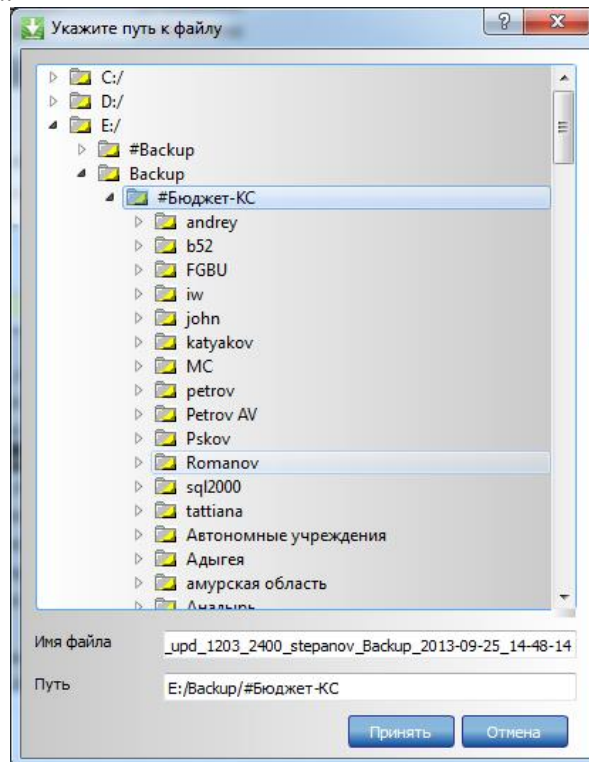 Укажите путь к файлу
C:/
D:/
E:/
#Backup
Backup
#Бюджет-КС
andrey
b52
FGBU
iw
john
katyakov
MC
petrov
Petrov AV
Pskov
Romanov
sql2000
tattiana
Автономные учреждения
Адыгея
амурская область
Анадырь
Имя файла _upd_1203_2400_stepanov_Backup_2013-09-25_14-48-14
Путь E:/Backup/#Бюджет-КС
Принять Отмена